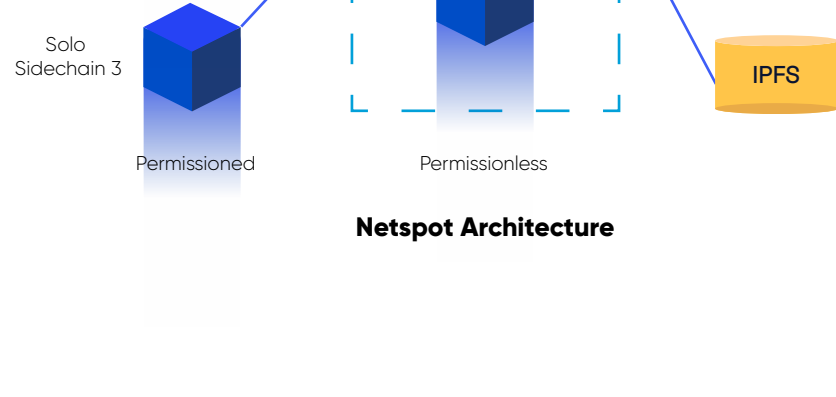 Solo
Sidechain 3
IPFS
Permissioned
Permissionless
Netspot Architecture